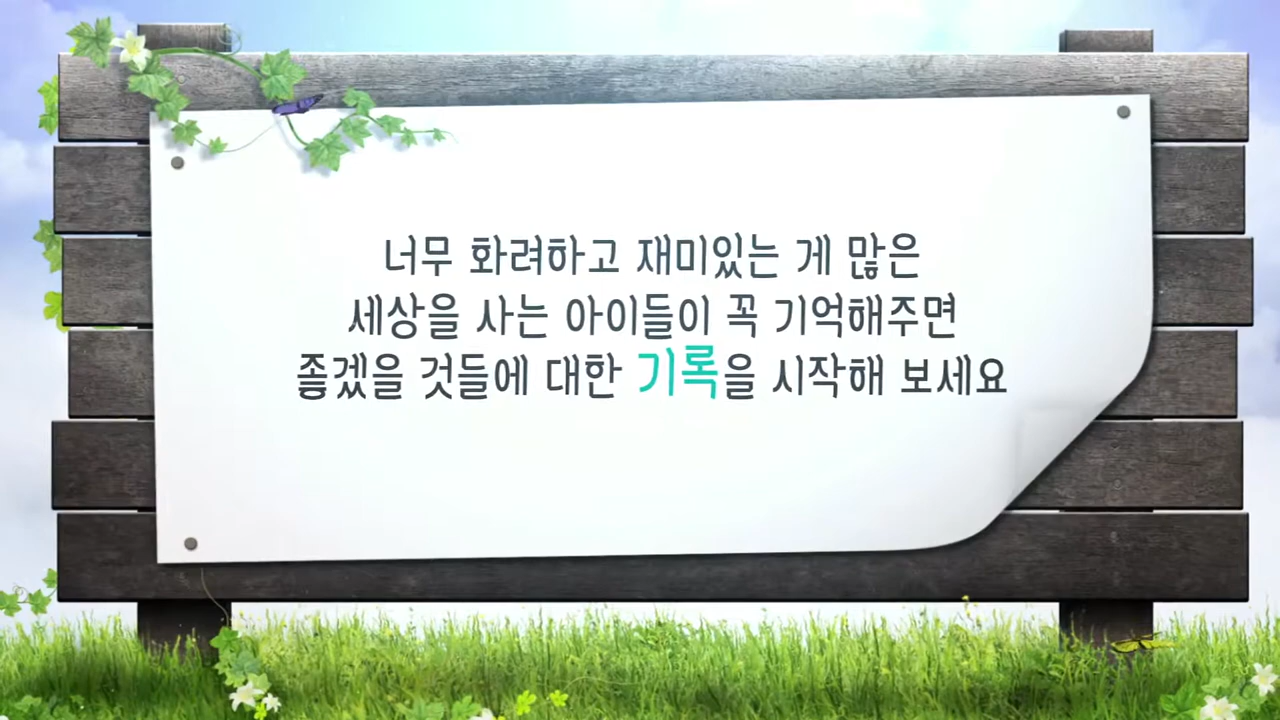 너무 화려하고 재미있는 게 많은
세상을 사는 아이들이 꼭 기억해주면
좋겠을 것들에 대한 기록을 시작해 보세요